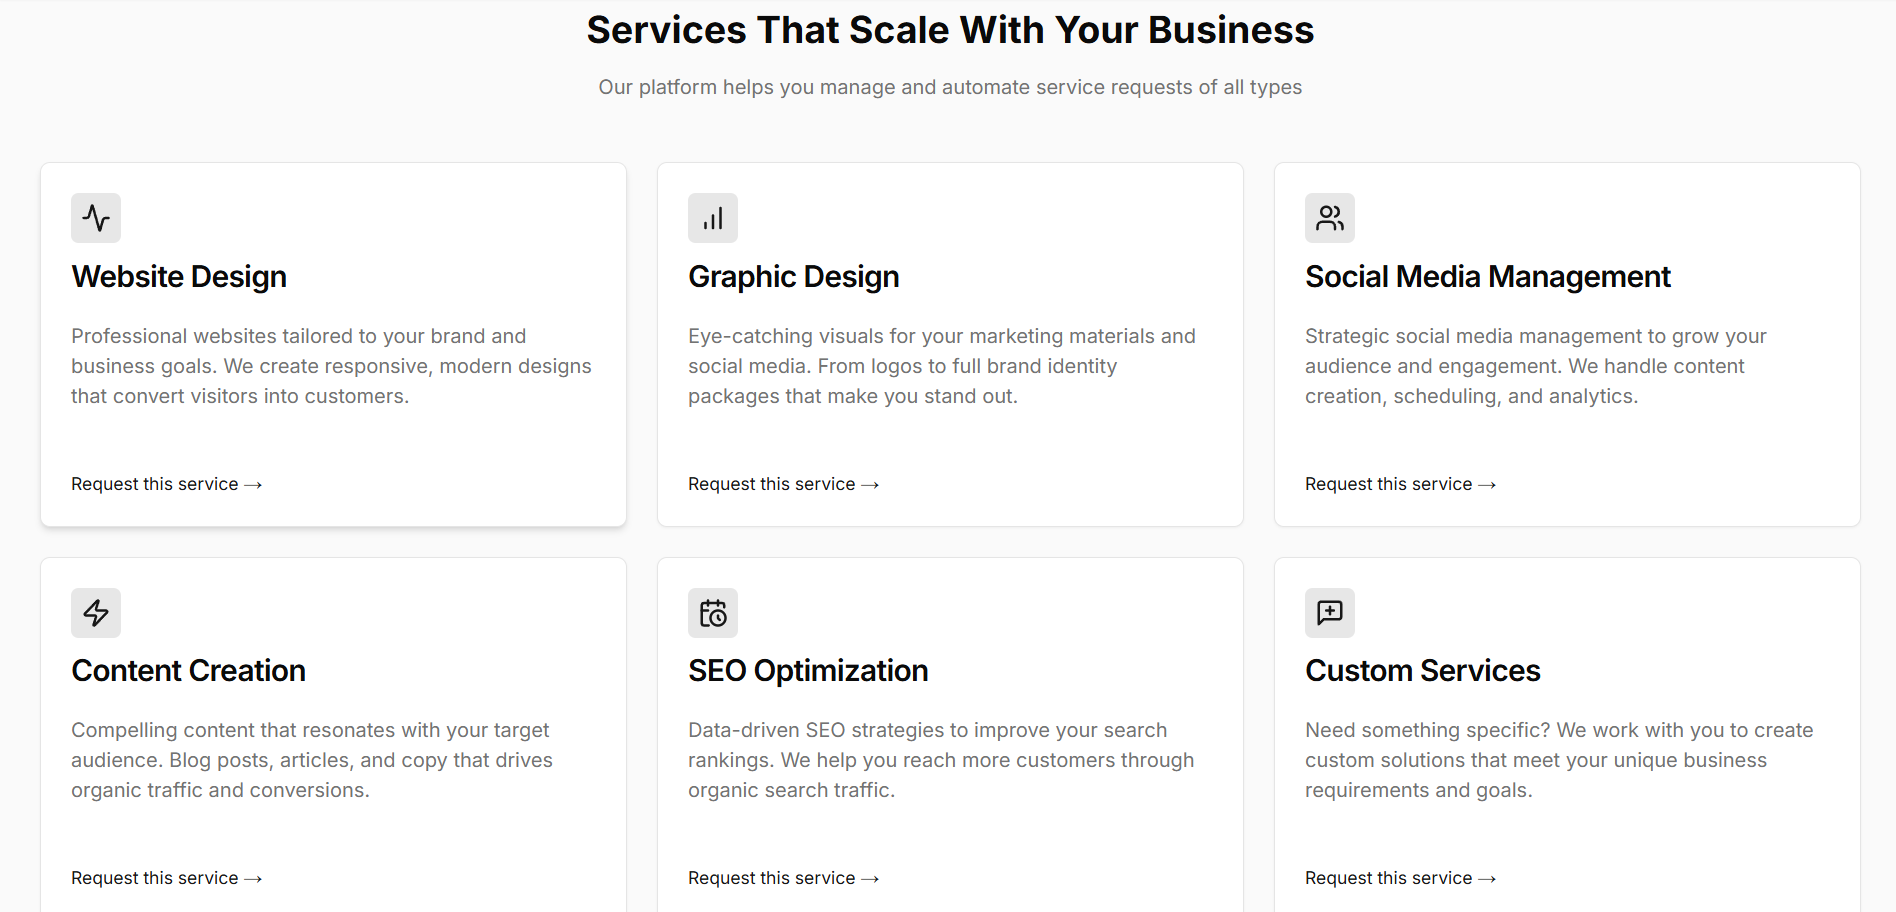 Services That Scale With Your Business
Our platform helps you manage and automate service requests of all types
Website Design
Professional websites tailored to your brand and
business goals. We create responsive, modern designs
that convert visitors into customers.
Request this service →
Graphic Design
Eye-catching visuals for your marketing materials and
social media. From logos to full brand identity
packages that make you stand out.
Request this service →
Social Media Management
Strategic social media management to grow your
audience and engagement. We handle content
creation, scheduling, and analytics.
Request this service →
Content Creation
Compelling content that resonates with your target
audience. Blog posts, articles, and copy that drives
organic traffic and conversions.
Request this service →
SEO Optimization
Data-driven SEO strategies to improve your search
rankings. We help you reach more customers through
organic search traffic.
Request this service →
Custom Services
Need something specific? We work with you to create
custom solutions that meet your unique business
requirements and goals.
Request this service →